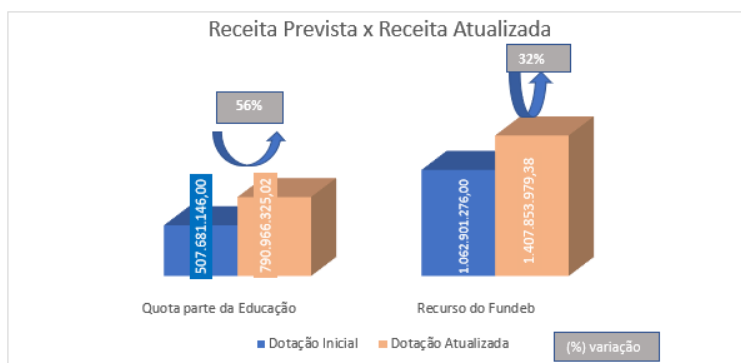 Receita Prevista x Receita Atualizada
32%
56%
507.681.146,00
790.966.325,02
1.062.901.276,00
1.407.853.979,38
Quota parte da Educação
Recurso do Fundeb
Dotação Inicial
Dotação Atualizada
(%) variação